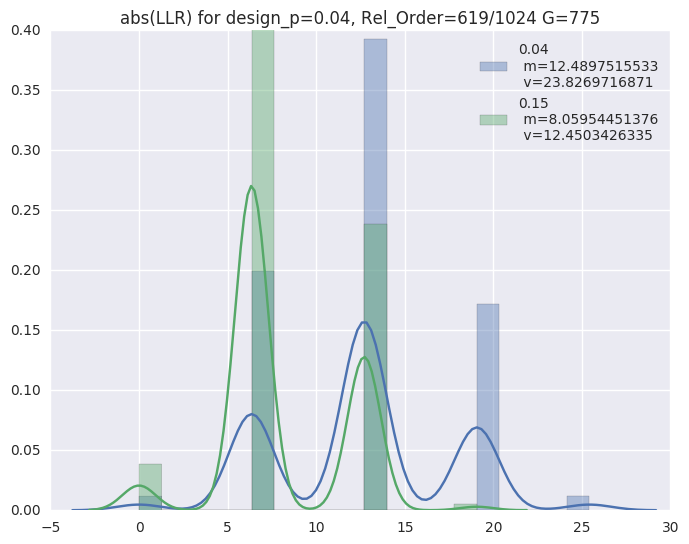 abs(LLR) for design_p=0.04, Rel_Order=619/1024 G=775
0.04
m=12.4897515533
v=23.8269716871
0.15
m=8.05954451376
v=12.4503426335
0.40
0.35
0.30
0.25
0.20
0.15
0.10
0.05
0.00
−5 0 5 10 15 20 25 30